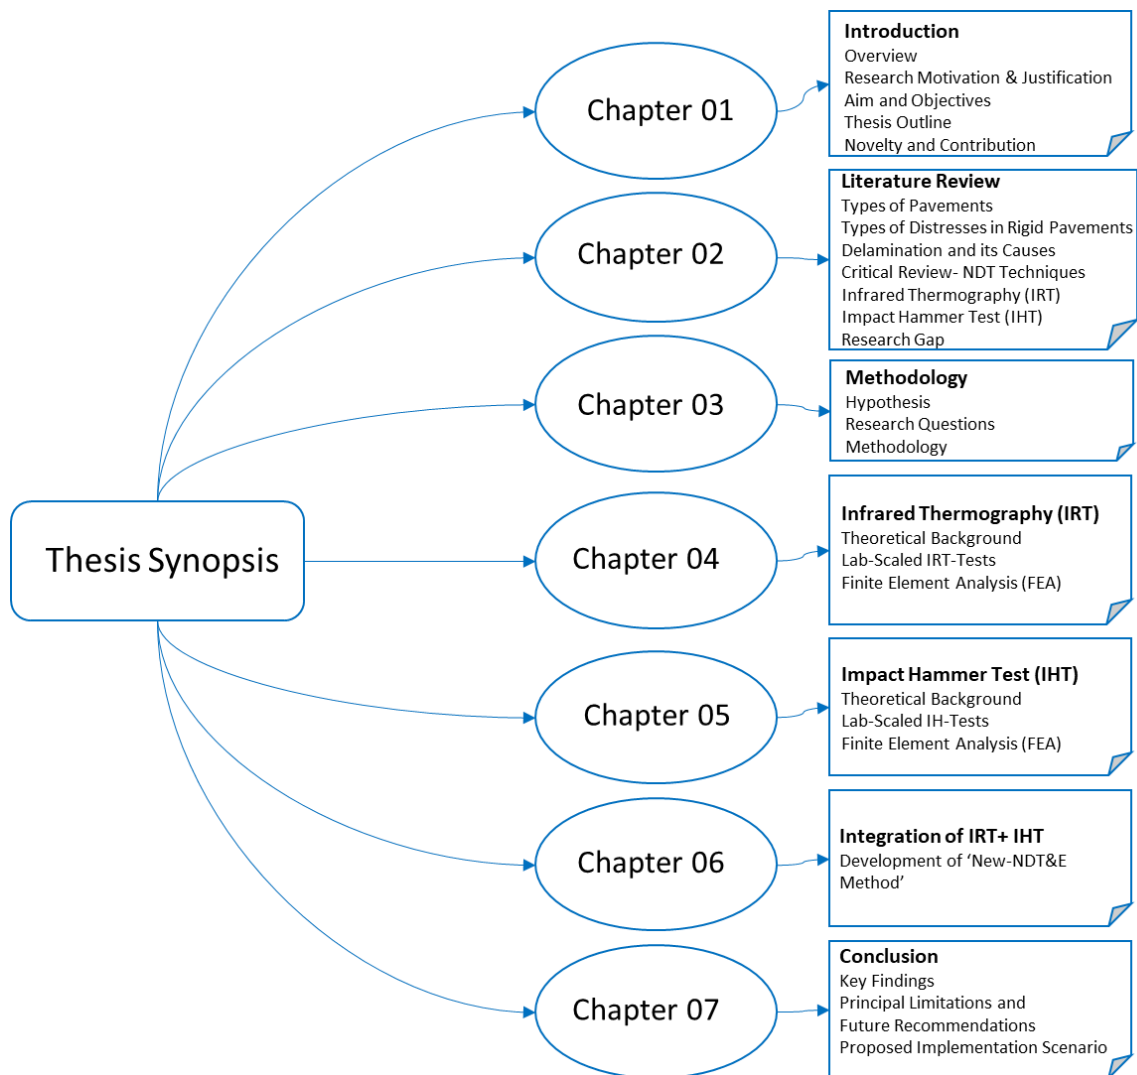 Thesis Synopsis
Chapter 01
Introduction
Overview
Research Motivation & Justification
Aim and Objectives
Thesis Outline
Novelty and Contribution
Chapter 02
Literature Review
Types of Pavements
Types of Distresses in Rigid Pavements
Delamination and its Causes
Critical Review- NDT Techniques
Infrared Thermography (IRT)
Impact Hammer Test (IHT)
Research Gap
Chapter 03
Methodology
Hypothesis
Research Questions
Methodology
Chapter 04
Infrared Thermography (IRT)
Theoretical Background
Lab-Scaled IRT-Tests
Finite Element Analysis (FEA)
Chapter 05
Impact Hammer Test (IHT)
Theoretical Background
Lab-Scaled IH-Tests
Finite Element Analysis (FEA)
Chapter 06
Integration of IRT+ IHT
Development of ‘New-NDT&E
Method’
Chapter 07
Conclusion
Key Findings
Principal Limitations and
Future Recommendations
Proposed Implementation Scenario